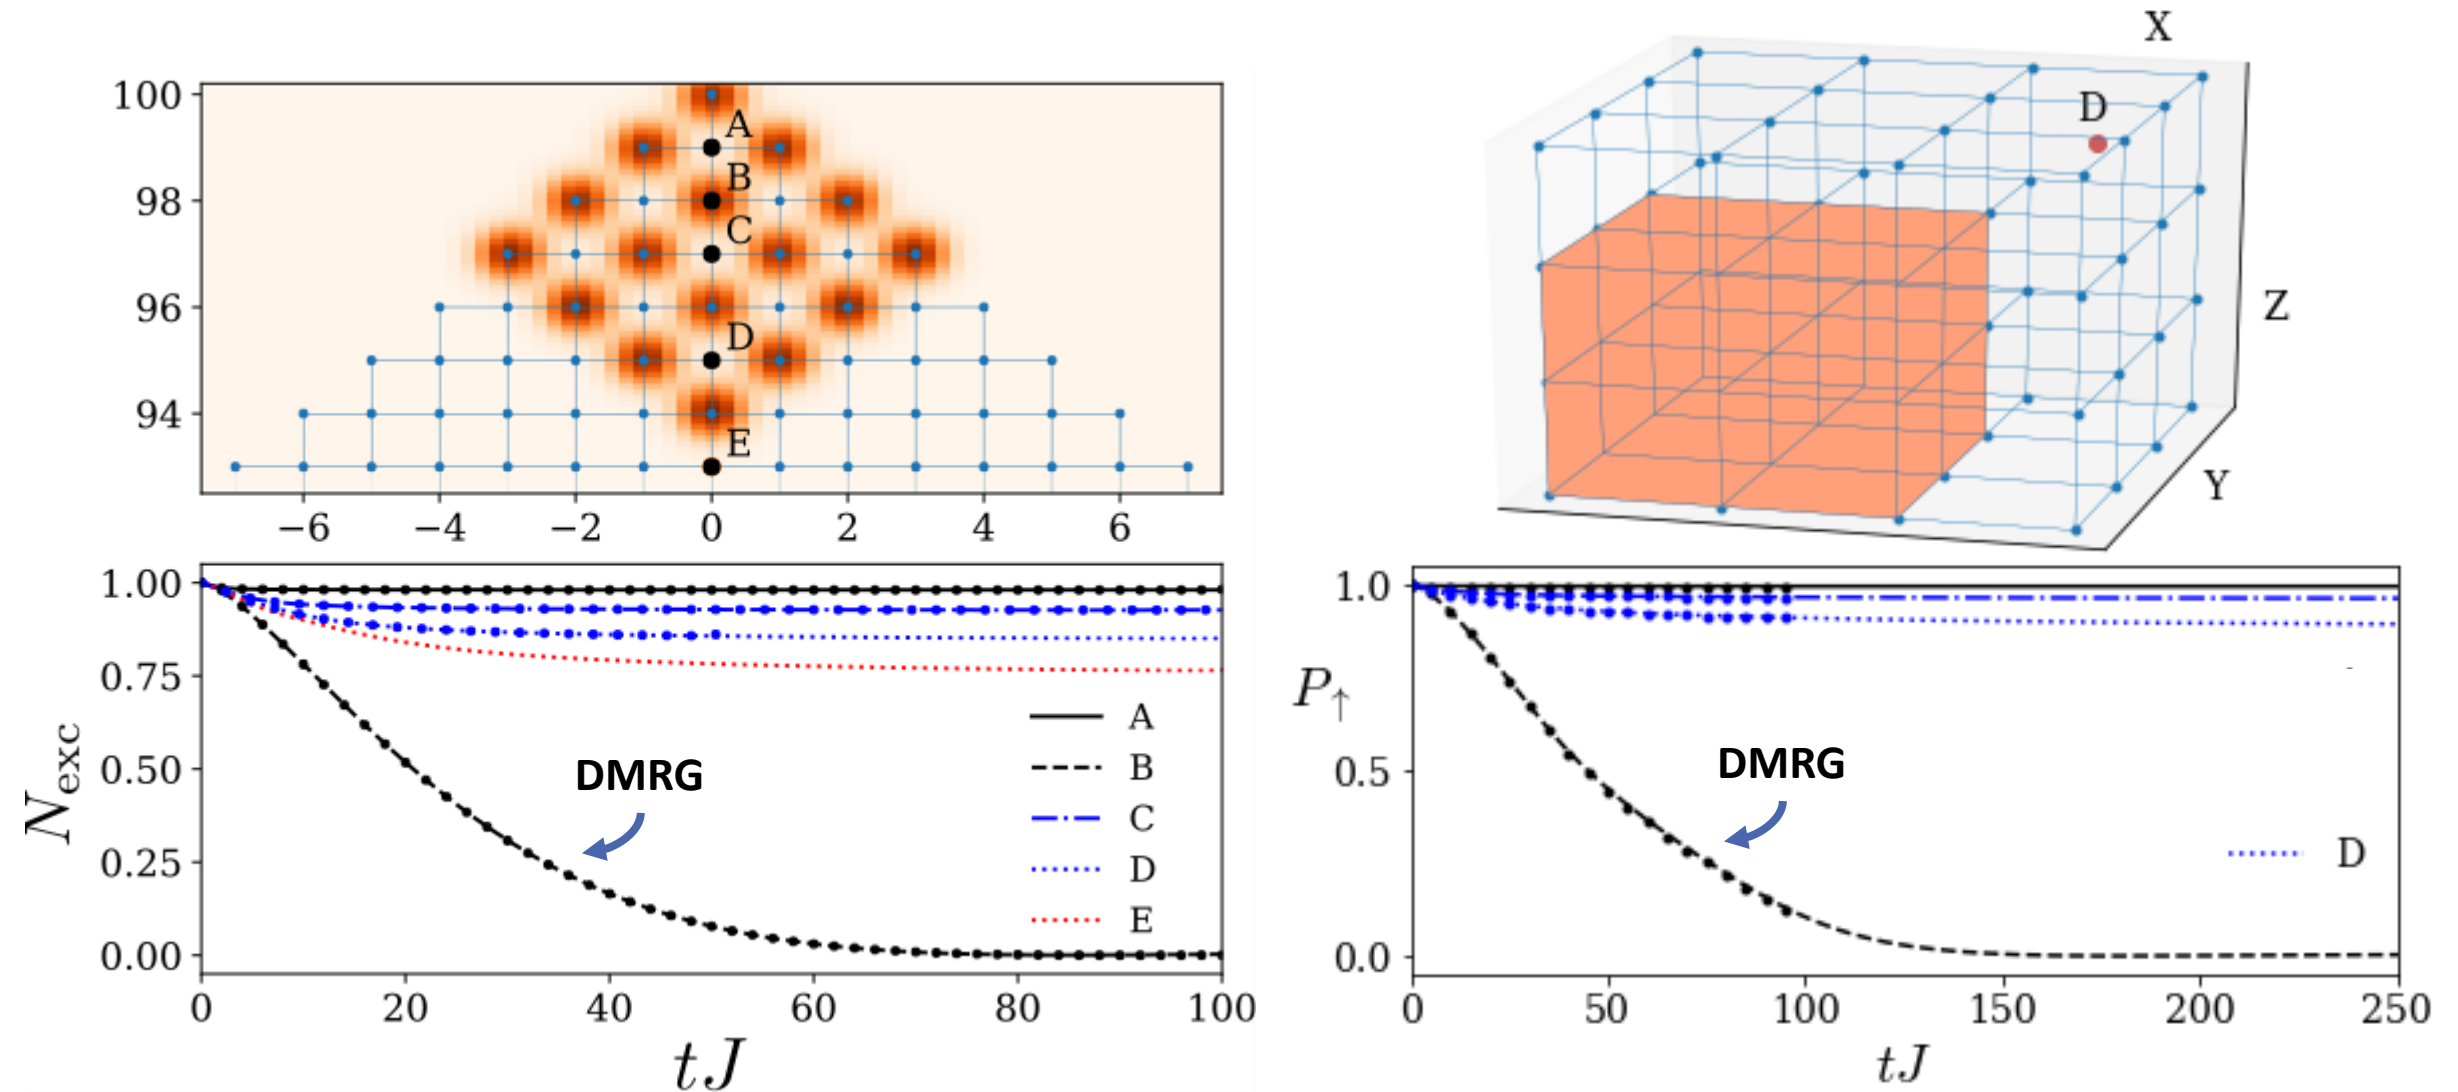 100
98
96
94
A
B
C
D
E
−6 −4 −2 0 2 4 6
1.00
0.75
0.50
0.25
0.00
N_exc
DMRG
A
B
C
D
E
0 20 40 60 80 100
tJ
X
D
Z
Y
1.0
0.5
0.0
P↑
DMRG
D
0 50 100 150 200 250
tJ